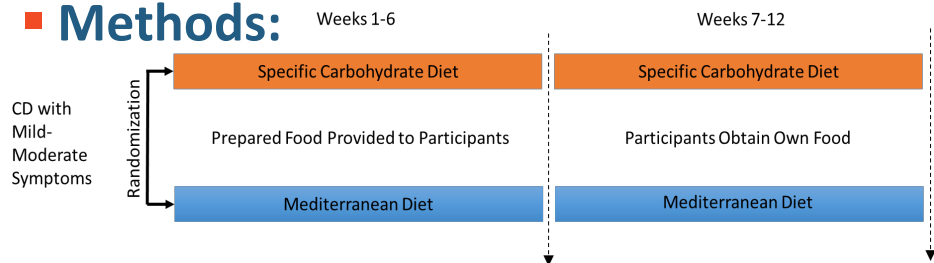 Methods:
Weeks 1-6
Weeks 7-12
CD with
Mild-
Moderate
Symptoms
Randomization
Specific Carbohydrate Diet
Specific Carbohydrate Diet
Prepared Food Provided to Participants
Participants Obtain Own Food
Mediterranean Diet
Mediterranean Diet